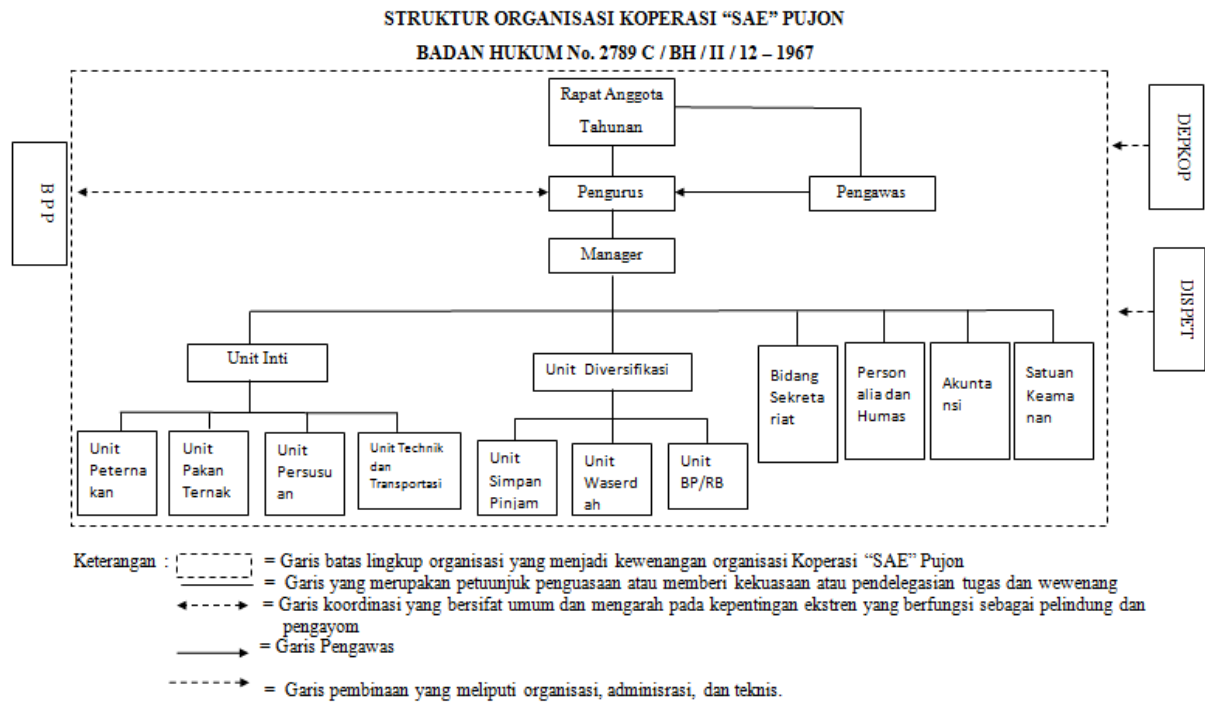 STRUKTUR ORGANISASI KOPERASI “SAE” PUJON
BADAN HUKUM No. 2789 C / BH / II / 12 – 1967
Rapat Anggota
Tahunan
DEPKOP
B P P
Pengurus
Pengawas
Manager
DISPET
Unit Inti
Unit Diversifikasi
Bidang
Sekretar
iat
Person
alia dan
Humas
Akunta
nsi
Satuan
Keama
nan
Unit
Peterna
kan
Unit
Pakan
Ternak
Unit
Persusu
an
Unit Technik
dan
Transportasi
Unit
Simpan
Pinjam
Unit
Waserd
ah
Unit
BP/RB
Keterangan :
= Garis batas lingkup organisasi yang menjadi kewenangan organisasi Koperasi “SAE” Pujon
= Garis yang merupakan petuunjuk penguasaan atau memberi kekuasaan atau pendelegasian tugas dan wewenang
= Garis koordinasi yang bersifat umum dan mengarah pada kepentingan ekstren yang berfungsi sebagai pelindung dan
pengayom
= Garis Pengawas
= Garis pembinaan yang meliputi organisasi, adminisrasi, dan teknis.